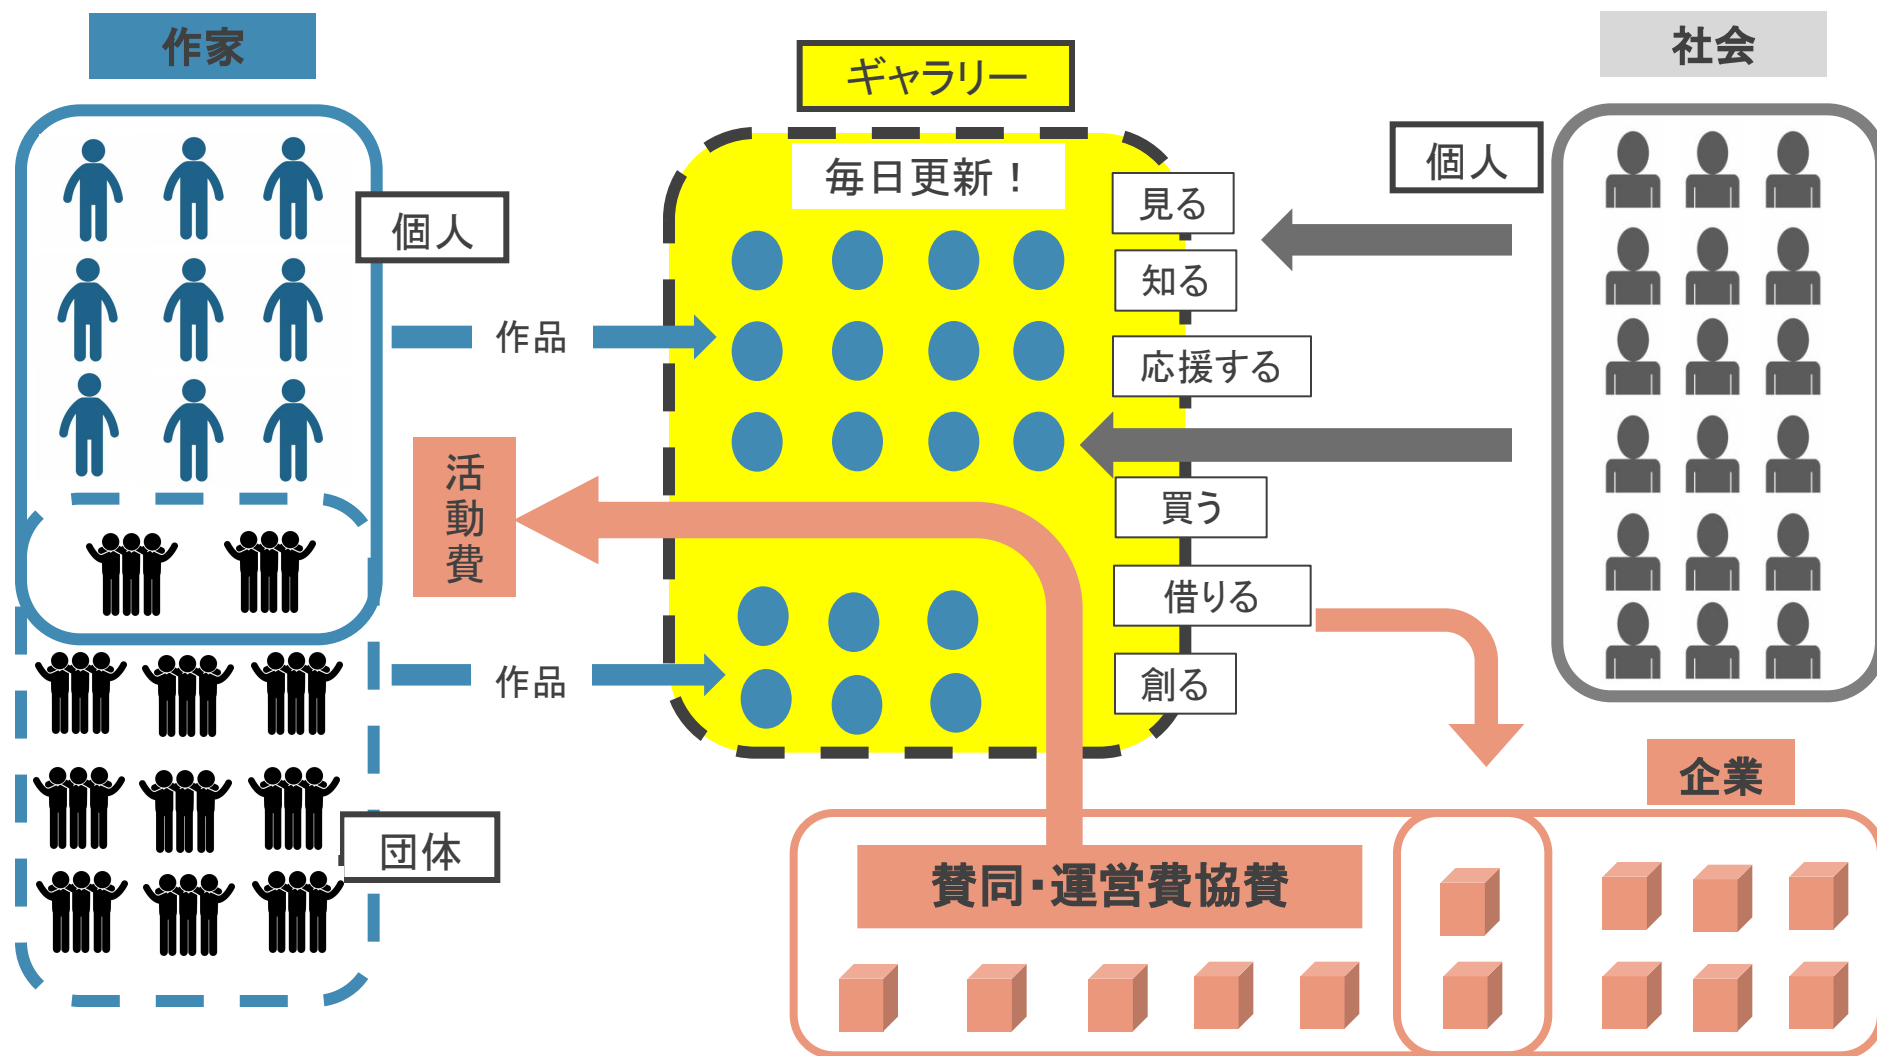 作家
ギャラリー
社会
毎日更新！
個人
個人
見る
知る
作品
応援する
活動費
買う
借りる
作品
創る
企業
団体
賛同・運営費協賛